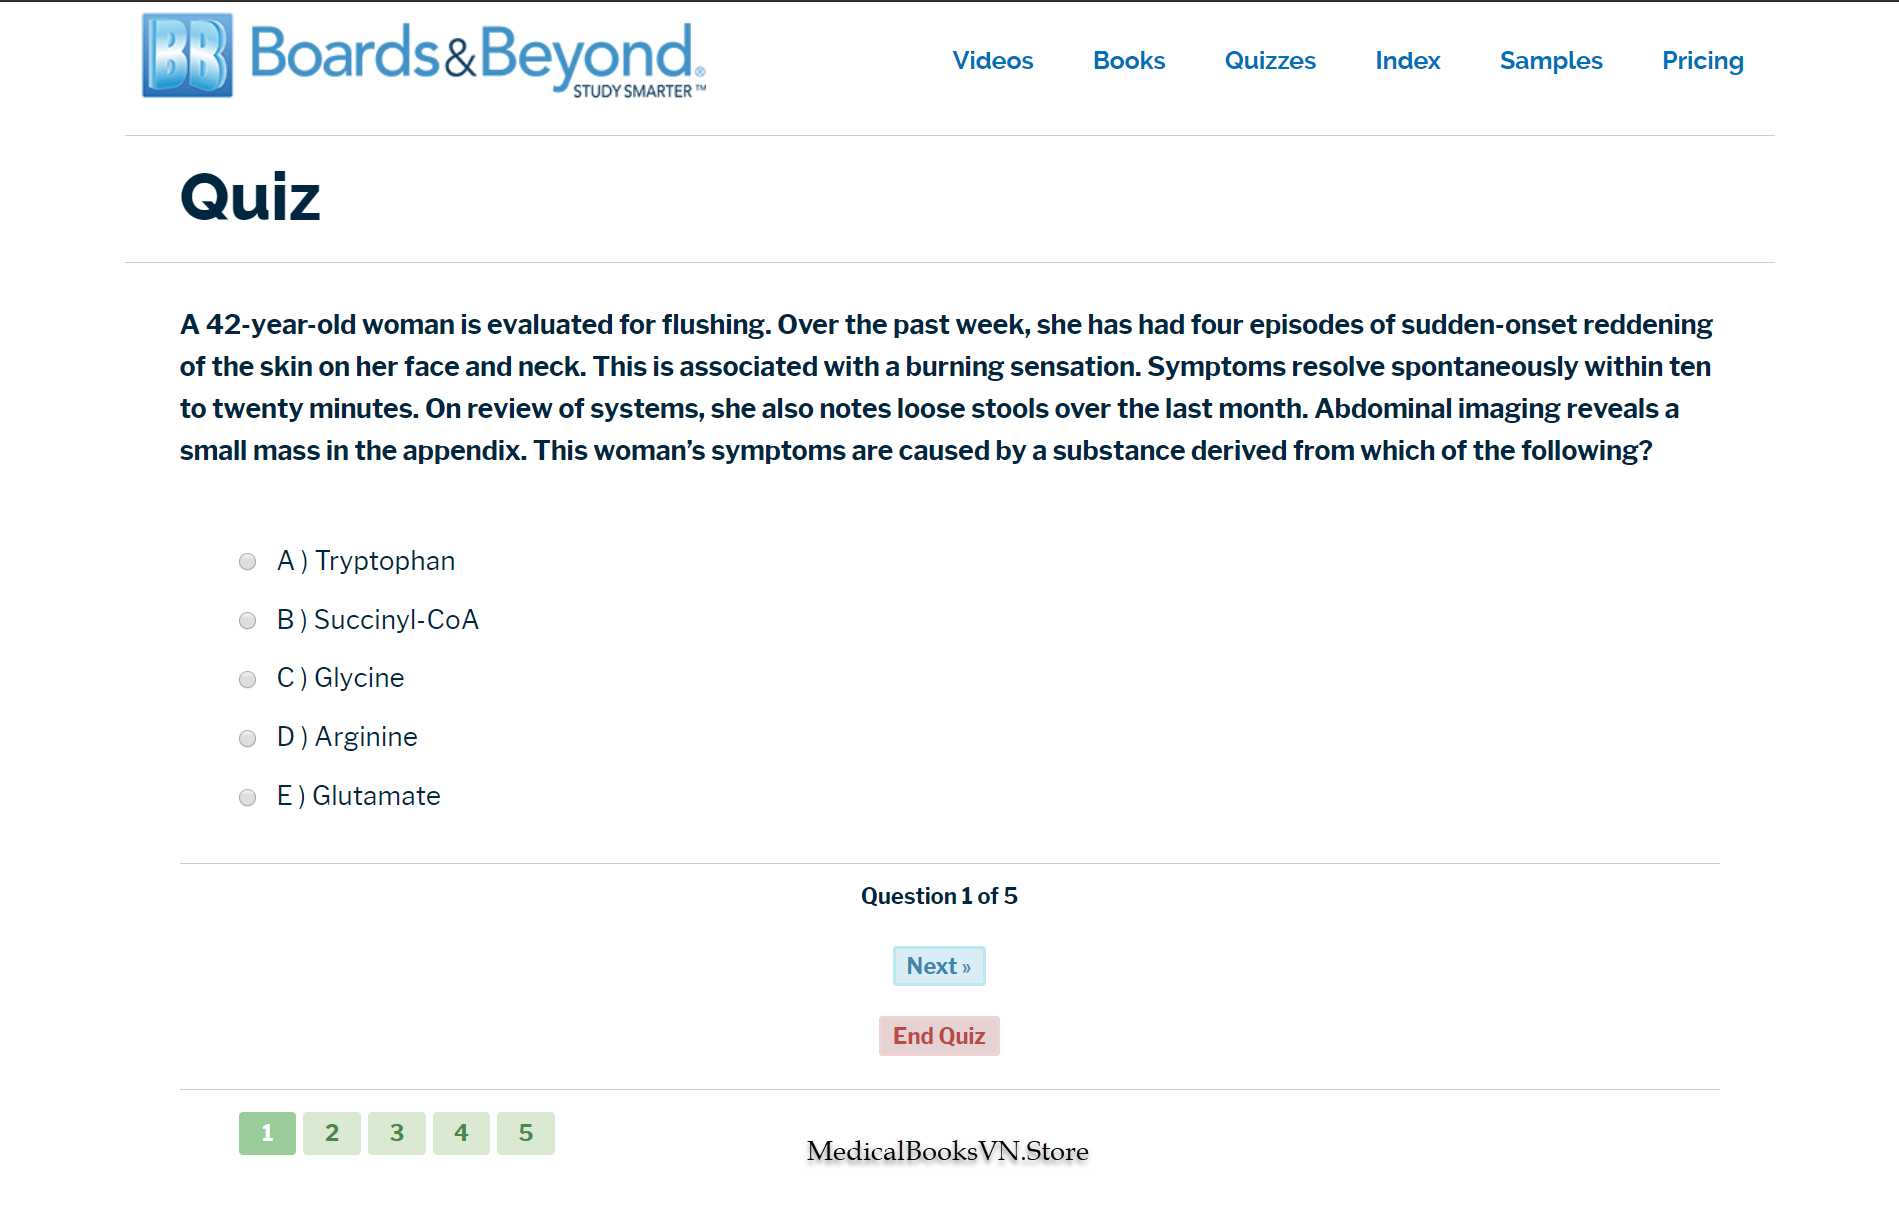 BB Boards&Beyond®
STUDY SMARTER™
Videos Books Quizzes Index Samples Pricing
Quiz
A 42-year-old woman is evaluated for flushing. Over the past week, she has had four episodes of sudden-onset reddening
of the skin on her face and neck. This is associated with a burning sensation. Symptoms resolve spontaneously within ten
to twenty minutes. On review of systems, she also notes loose stools over the last month. Abdominal imaging reveals a
small mass in the appendix. This woman’s symptoms are caused by a substance derived from which of the following?
A ) Tryptophan
B ) Succinyl-CoA
C ) Glycine
D ) Arginine
E ) Glutamate
Question 1 of 5
Next »
End Quiz
1 2 3 4 5
MedicalBooksVN.Store